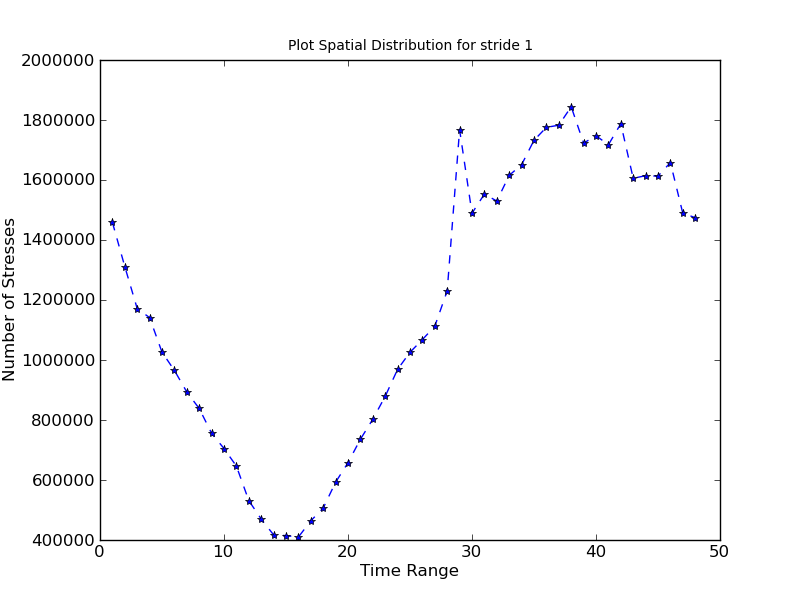 Plot Spatial Distribution for stride 1
2000000
1800000
1600000
1400000
1200000
1000000
800000
600000
400000
Number of Stresses
0 10 20 30 40 50
Time Range